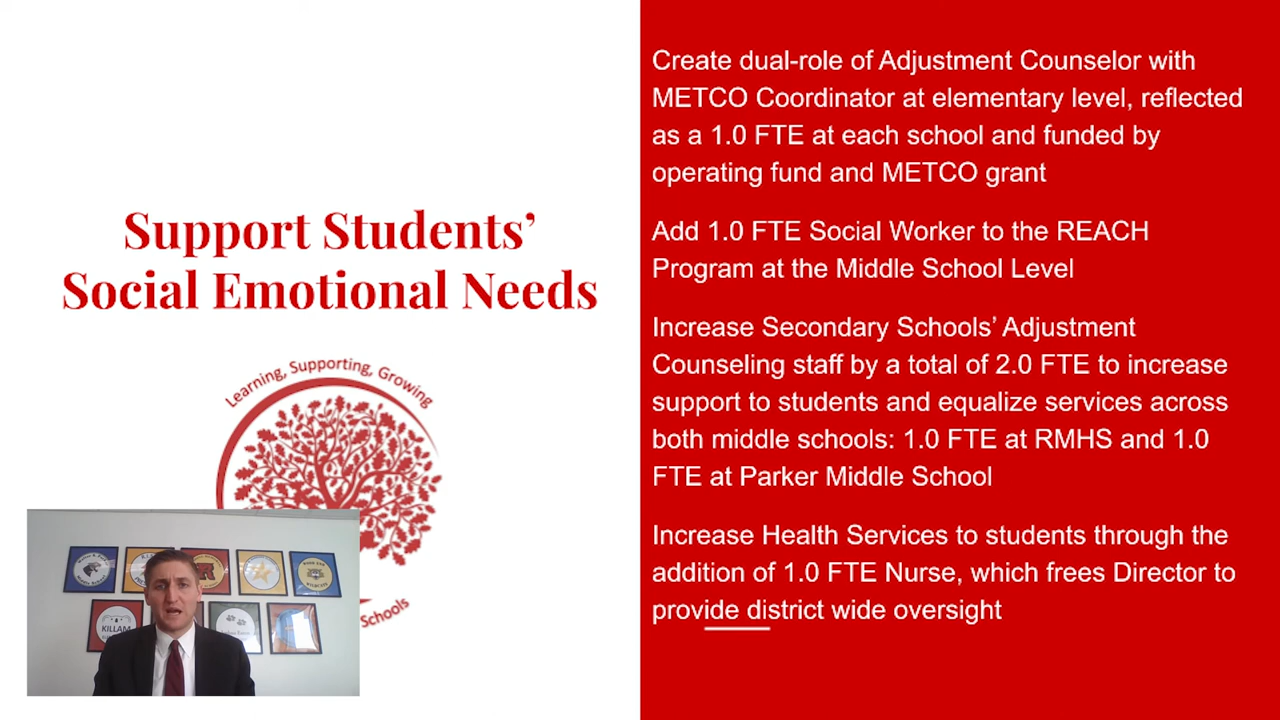 Support Students’
Social Emotional Needs
Learning, Supporting, Growing
Schools
KILLAM
Create dual-role of Adjustment Counselor with
METCO Coordinator at elementary level, reflected
as a 1.0 FTE at each school and funded by
operating fund and METCO grant
Add 1.0 FTE Social Worker to the REACH
Program at the Middle School Level
Increase Secondary Schools’ Adjustment
Counseling staff by a total of 2.0 FTE to increase
support to students and equalize services across
both middle schools: 1.0 FTE at RMHS and 1.0
FTE at Parker Middle School
Increase Health Services to students through the
addition of 1.0 FTE Nurse, which frees Director to
provide district wide oversight